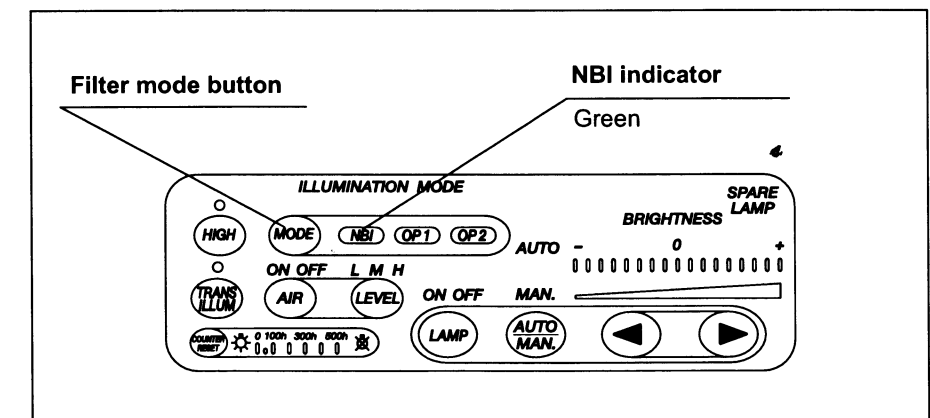 Filter mode button
NBI indicator
Green
ILLUMINATION MODE
SPARE
LAMP
BRIGHTNESS
HIGH
MODE
NBI
OP1
OP2
AUTO
- 0 +
ON OFF
L M H
TRANS
ILLUM
AIR
LEVEL
ON OFF
MAN.
COUNTER
RESET
0 100h 300h 500h
LAMP
AUTO
MAN.